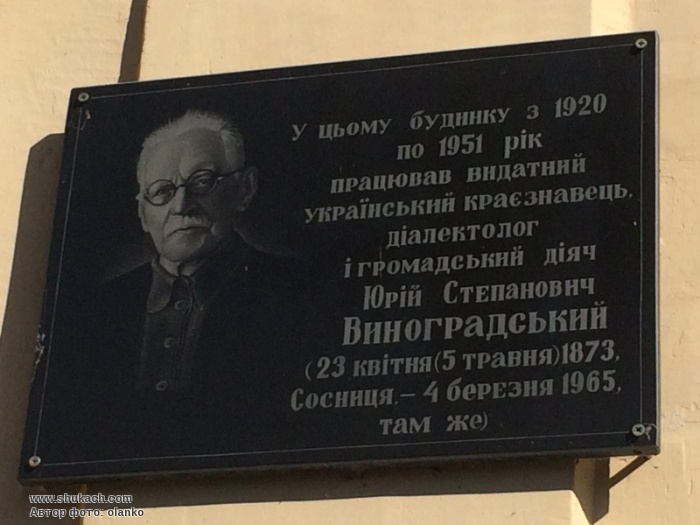 У цьому будинку з 1920
по 1951 рік
працював видатний
український краєзнавець,
діалектолог
і громадський діяч
Юрій Степанович
Виноградський
(23 квітня(5 травня)1873,
Сосниця,– 4 березня 1965,
там же)
www.shukach.com
Автор фото: olanko